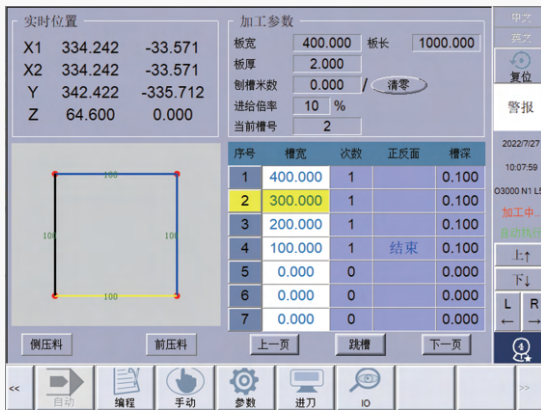 实时位置
X1 334.242 -33.571
X2 334.242 -33.571
Y 342.422 -335.712
Z 64.600 0.000
加工参数
板宽 400.000 板长 1000.000
板厚 2.000
刨槽米数 0.000 / 清零
进给倍率 10 %
当前槽号 2
100
100
100
序号 槽宽 次数 正反面 槽深
1 400.000 1 0.100
2 300.000 1 0.100
3 200.000 1 0.100
4 100.000 1 结束 0.100
5 0.000 0 0.000
6 0.000 0 0.000
7 0.000 0 0.000
侧压料 前压料 上一页 跳槽 下一页
中文
英文
复位
警报
2022/7/27
10:07:59
O3000 N1 L5
加工中..
自动执行
上↑
下↓
L R
← →
4
<< 自动 编程 手动 参数 进刀 IO >>